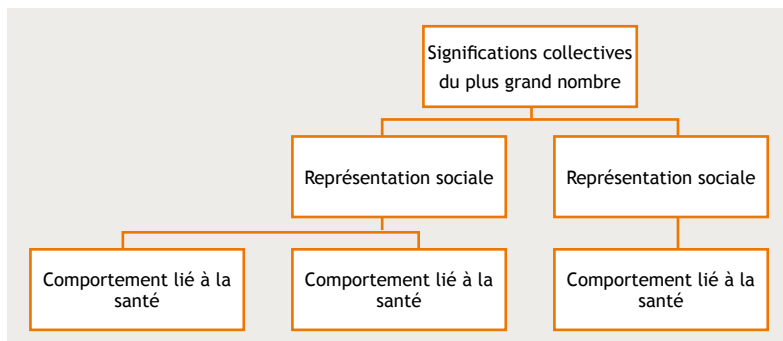 Significations collectives
du plus grand nombre
Représentation sociale
Représentation sociale
Comportement lié à la
santé
Comportement lié à la
santé
Comportement lié à la
santé